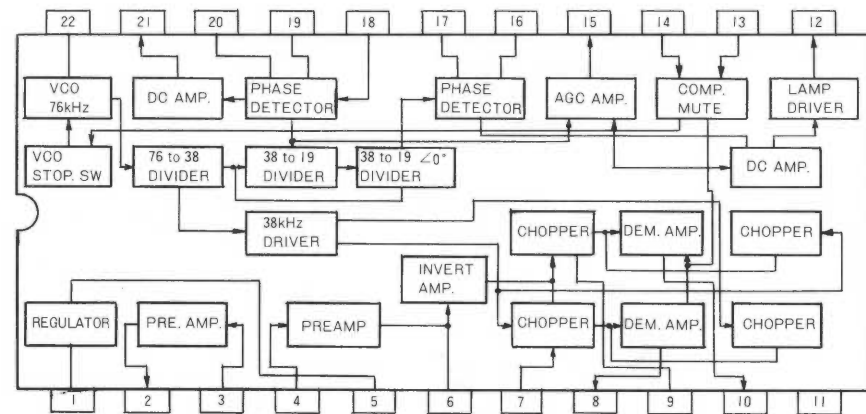 22 21 20 19 18 17 16 15 14 13 12
VCO
76kHz
DC AMP.
PHASE
DETECTOR
PHASE
DETECTOR
AGC AMP.
COMP.
MUTE
LAMP
DRIVER
VCO
STOP. SW
76 to 38
DIVIDER
38 to 19
DIVIDER
38 to 19 ∠0°
DIVIDER
DC AMP.
38kHz
DRIVER
CHOPPER
DEM. AMP.
CHOPPER
INVERT
AMP.
REGULATOR
PRE. AMP.
PREAMP
CHOPPER
DEM. AMP.
CHOPPER
1 2 3 4 5 6 7 8 9 10 11